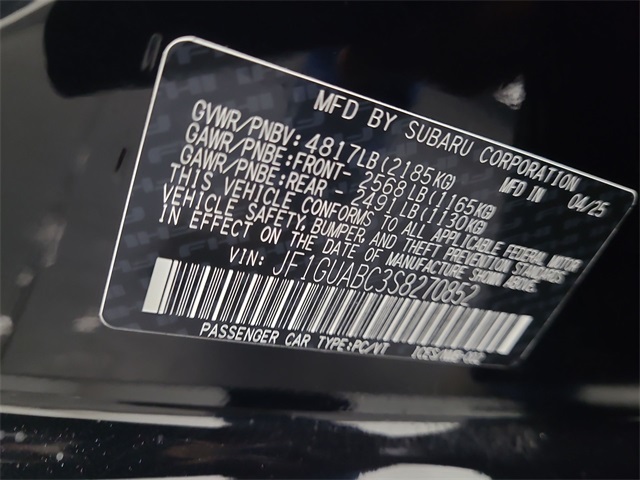 MFD BY SUBARU CORPORATION
GVWR/PNBV: 4817LB(2185KG) MFD IN 04/25
GAWR/PNBE:FRONT- 2568LB(1165KG)
GAWR/PNBE:REAR - 2491LB(1130KG)
THIS VEHICLE CONFORMS TO ALL APPLICABLE FEDERAL MOTOR
VEHICLE SAFETY, BUMPER, AND THEFT PREVENTION STANDARDS
IN EFFECT ON THE DATE OF MANUFACTURE SHOWN ABOVE.
VIN: JF1GUABC3S8270852
PASSENGER CAR TYPE:PC/VT